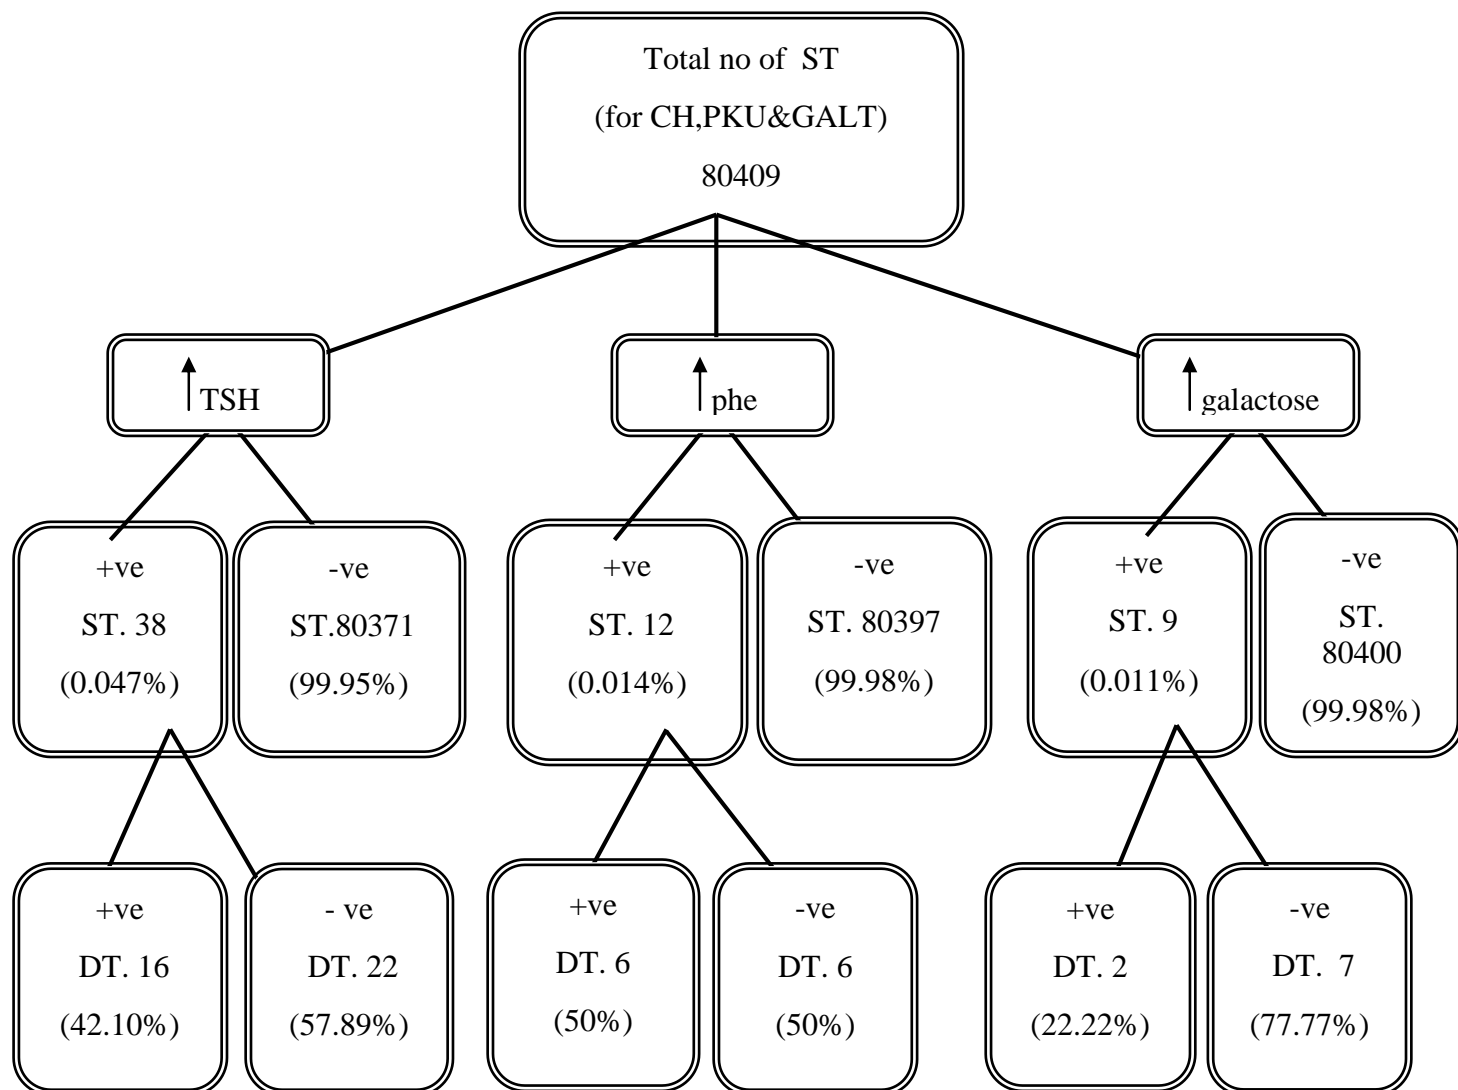 Total no of ST
(for CH,PKU&GALT)
80409
TSH
phe
galactose
+ve
ST. 38
(0.047%)
-ve
ST.80371
(99.95%)
+ve
ST. 12
(0.014%)
-ve
ST. 80397
(99.98%)
+ve
ST. 9
(0.011%)
-ve
ST.
80400
(99.98%)
+ve
DT. 16
(42.10%)
- ve
DT. 22
(57.89%)
+ve
DT. 6
(50%)
-ve
DT. 6
(50%)
+ve
DT. 2
(22.22%)
-ve
DT. 7
(77.77%)